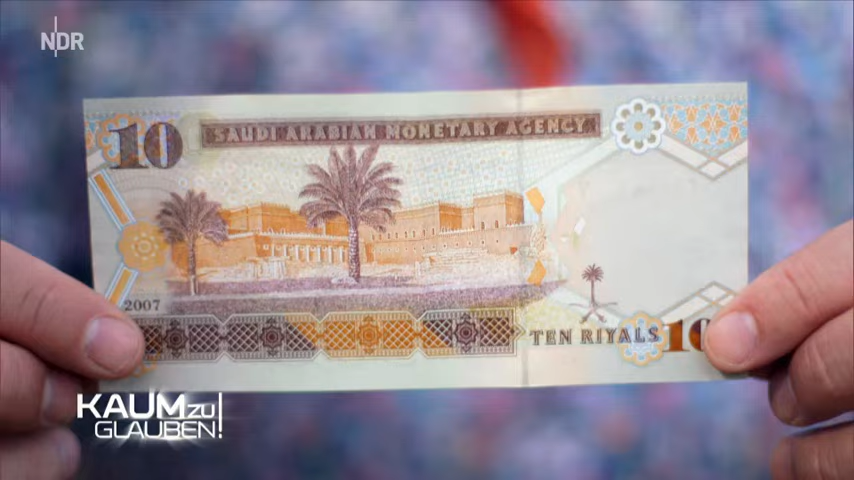 NDR
10
SAUDI ARABIAN MONETARY AGENCY
2007
TEN RIYALS 10
KAUM ZU
GLAUBEN!